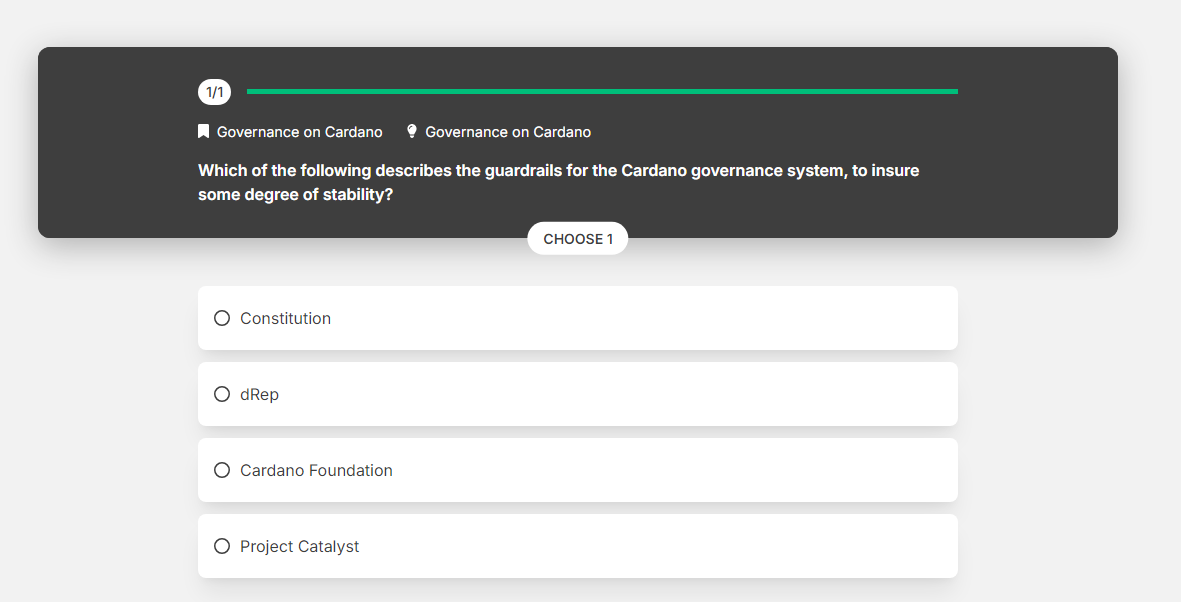 1/1
Governance on Cardano Governance on Cardano
Which of the following describes the guardrails for the Cardano governance system, to insure
some degree of stability?
CHOOSE 1
Constitution
dRep
Cardano Foundation
Project Catalyst